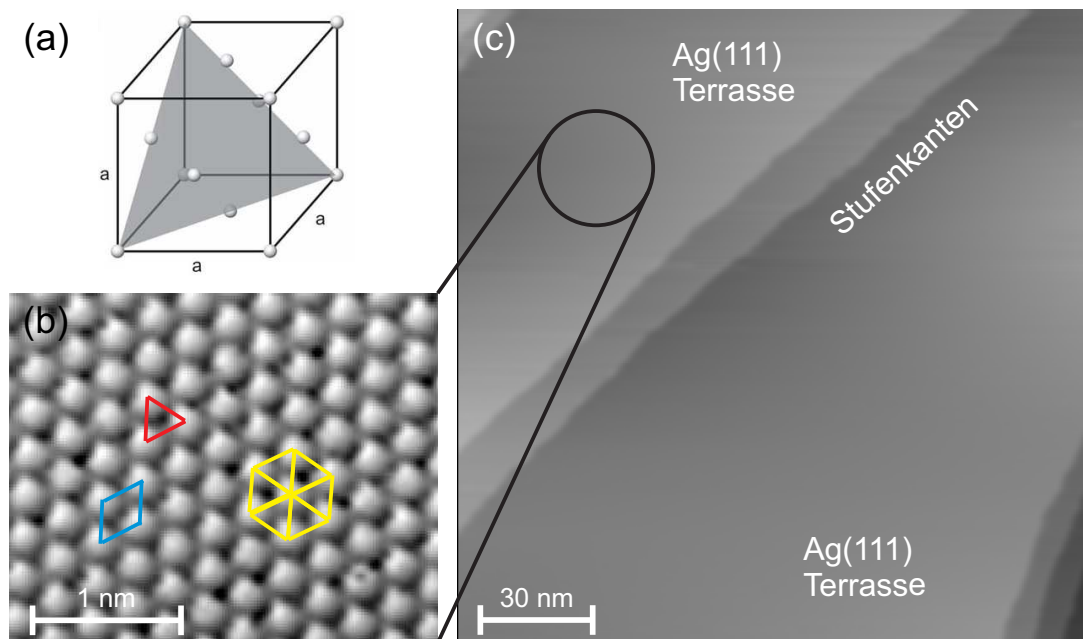 (a)
a
a
a
(b)
1 nm
(c)
Ag(111)
Terrasse
Stufenkanten
Ag(111)
Terrasse
30 nm